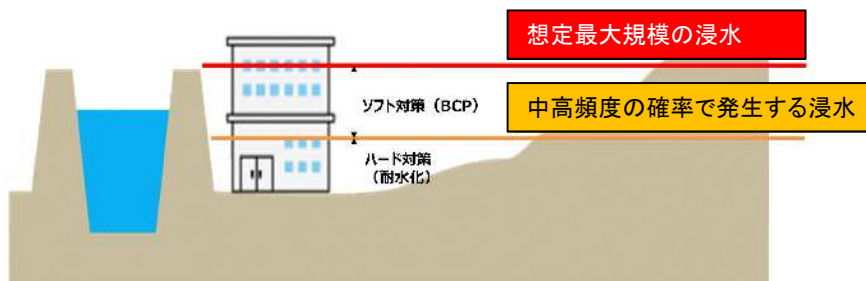 想定最大規模の浸水
ソフト対策（BCP）
中高頻度の確率で発生する浸水
ハード対策
（耐水化）